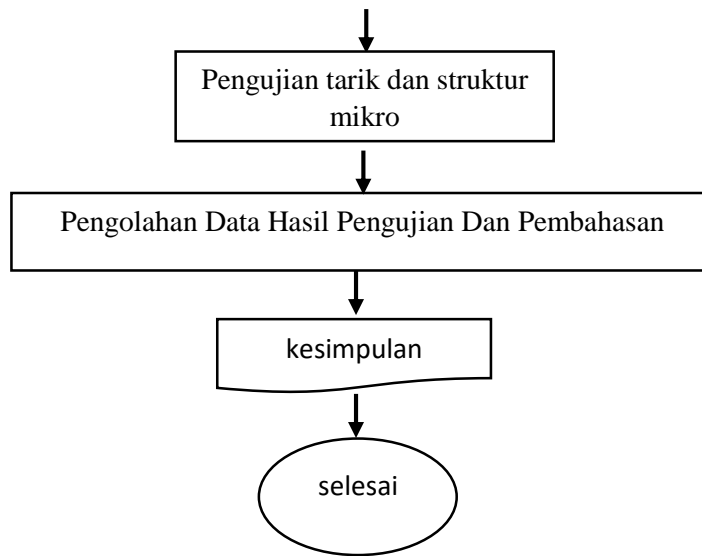 Pengujian tarik dan struktur
mikro
Pengolahan Data Hasil Pengujian Dan Pembahasan
kesimpulan
selesai